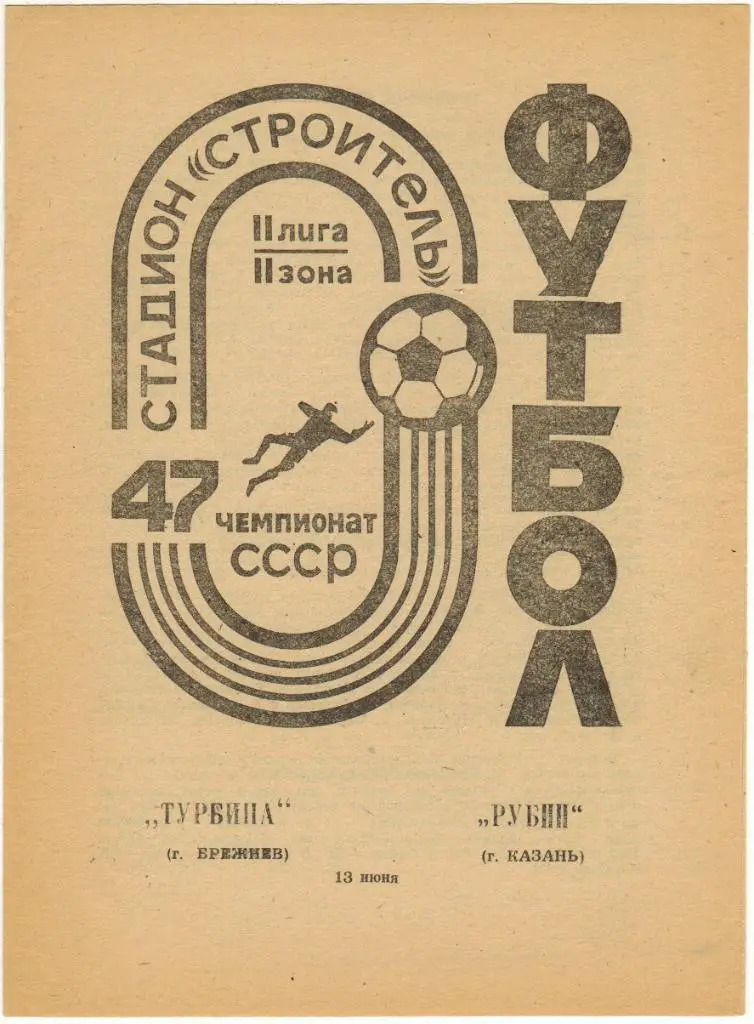 СТАДИОН «СТРОИТЕЛЬ»
II лига
II зона
47 ЧЕМПИОНАТ
СССР
ФУТБОЛ
„ТУРБИНА“
(г. БРЕЖНЕВ)
„РУБИН“
(г. КАЗАНЬ)
13 июня